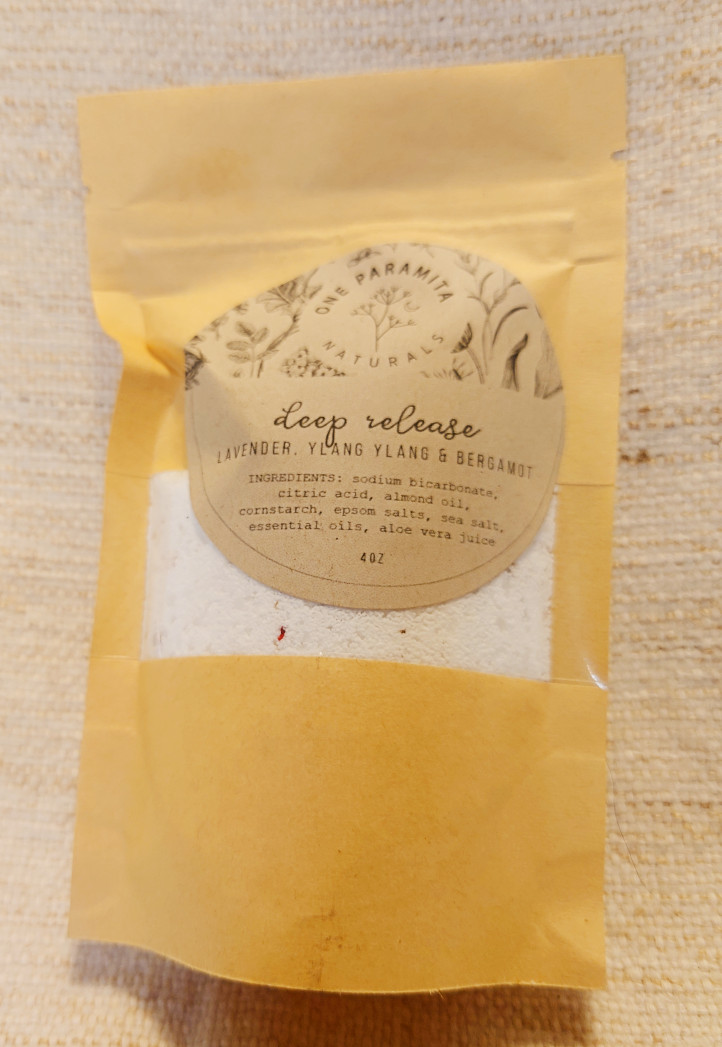 ONE PARAMITA
NATURALS
deep release
LAVENDER, YLANG YLANG & BERGAMOT
INGREDIENTS: sodium bicarbonate,
citric acid, almond oil,
cornstarch, epsom salts, sea salt,
essential oils, aloe vera juice
4OZ